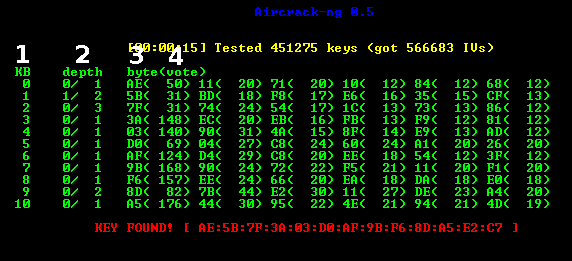 Aircrack-ng 0.5
[00:00:15] Tested 451275 keys (got 566683 IVs)
1 2 3 4
KB depth byte(vote)
0 0/ 1 AE( 50) 11( 20) 71( 20) 10( 12) 84( 12) 68( 12)
1 1/ 2 5B( 31) BD( 18) F8( 17) E6( 16) 35( 15) CF( 13)
2 0/ 3 7F( 31) 74( 24) 54( 17) 1C( 13) 73( 13) 86( 12)
3 0/ 1 3A( 148) EC( 20) EB( 16) FB( 13) F9( 12) 81( 12)
4 0/ 1 03( 140) 90( 31) 4A( 15) 8F( 14) E9( 13) AD( 12)
5 0/ 1 D0( 69) 04( 27) C8( 24) 60( 24) A1( 20) 26( 20)
6 0/ 1 AF( 124) D4( 29) C8( 20) EE( 18) 54( 12) 3F( 12)
7 0/ 1 9B( 168) 90( 24) 72( 22) F5( 21) 11( 20) F1( 20)
8 0/ 1 F6( 157) EE( 24) 66( 20) EA( 18) DA( 18) E0( 18)
9 0/ 2 8D( 82) 7B( 44) E2( 30) 11( 27) DE( 23) A4( 20)
10 0/ 1 A5( 176) 44( 30) 95( 22) 4E( 21) 94( 21) 4D( 19)
KEY FOUND! [ AE:5B:7F:3A:03:D0:AF:9B:F6:8D:A5:E2:C7 ]